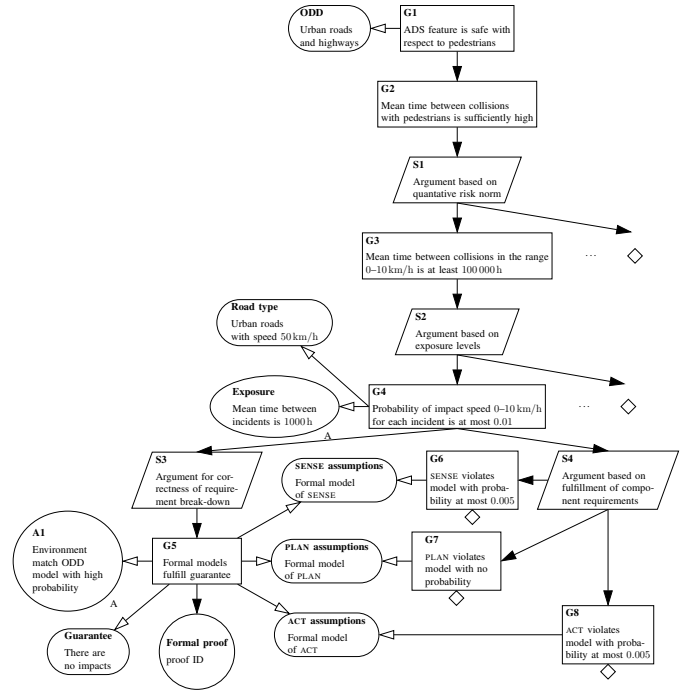 ODD
Urban roads
and highways
G1
ADS feature is safe with
respect to pedestrians
G2
Mean time between collisions
with pedestrians is sufficiently high
S1
Argument based on
quantative risk norm
G3
Mean time between collisions in the range
0–10 km/h is at least 100 000 h
...
S2
Argument based on
exposure levels
Road type
Urban roads
with speed 50 km/h
Exposure
Mean time between
incidents is 1000 h
G4
Probability of impact speed 0–10 km/h
for each incident is at most 0.01
...
A
S3
Argument for cor-
rectness of require-
ment break-down
SENSE assumptions
Formal model
of SENSE
G6
SENSE violates
model with proba-
bility at most 0.005
S4
Argument based on
fulfillment of compo-
nent requirements
A1
Environment
match ODD
model with high
probability
A
G5
Formal models
fulfill guarantee
PLAN assumptions
Formal model
of PLAN
G7
PLAN violates
model with no
probability
Guarantee
There are
no impacts
Formal proof
proof ID
ACT assumptions
Formal model
of ACT
G8
ACT violates
model with proba-
bility at most 0.005